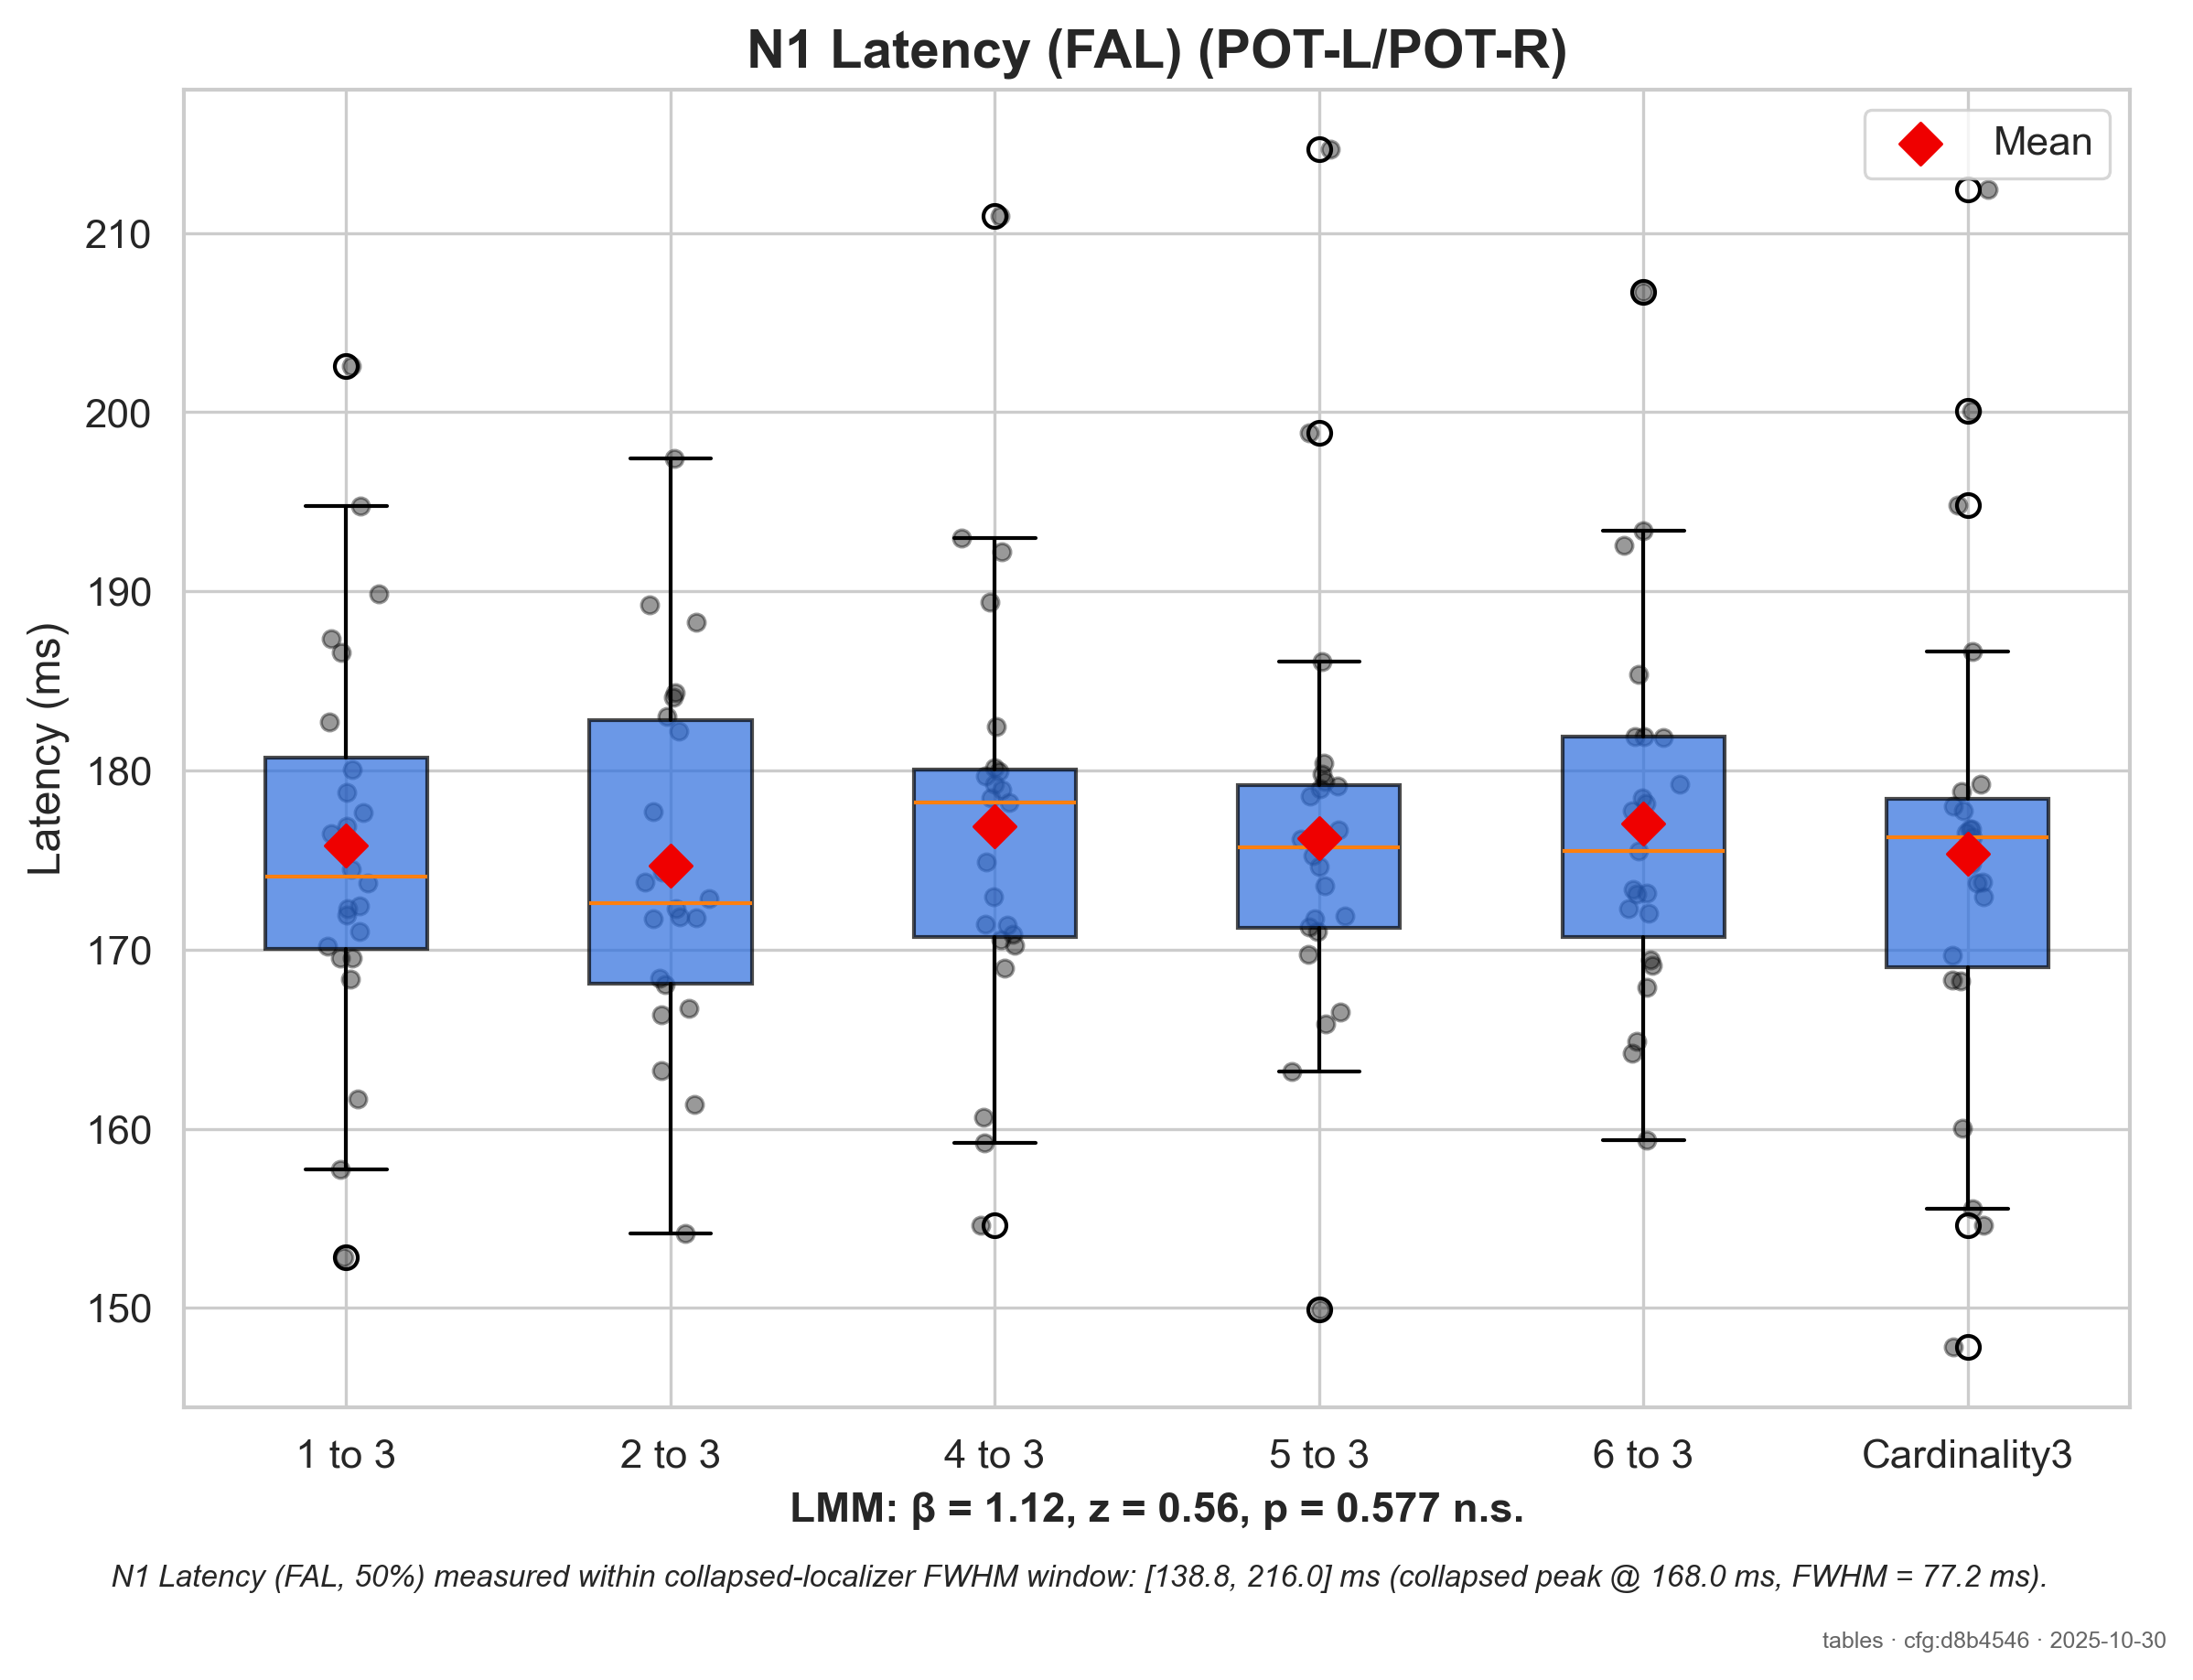 N1 Latency (FAL) (POT-L/POT-R)
Mean
Latency (ms)
210
200
190
180
170
160
150
1 to 3
2 to 3
4 to 3
5 to 3
6 to 3
Cardinality3
LMM: β = 1.12, z = 0.56, p = 0.577 n.s.
N1 Latency (FAL, 50%) measured within collapsed-localizer FWHM window: [138.8, 216.0] ms (collapsed peak @ 168.0 ms, FWHM = 77.2 ms).
tables · cfg:d8b4546 · 2025-10-30